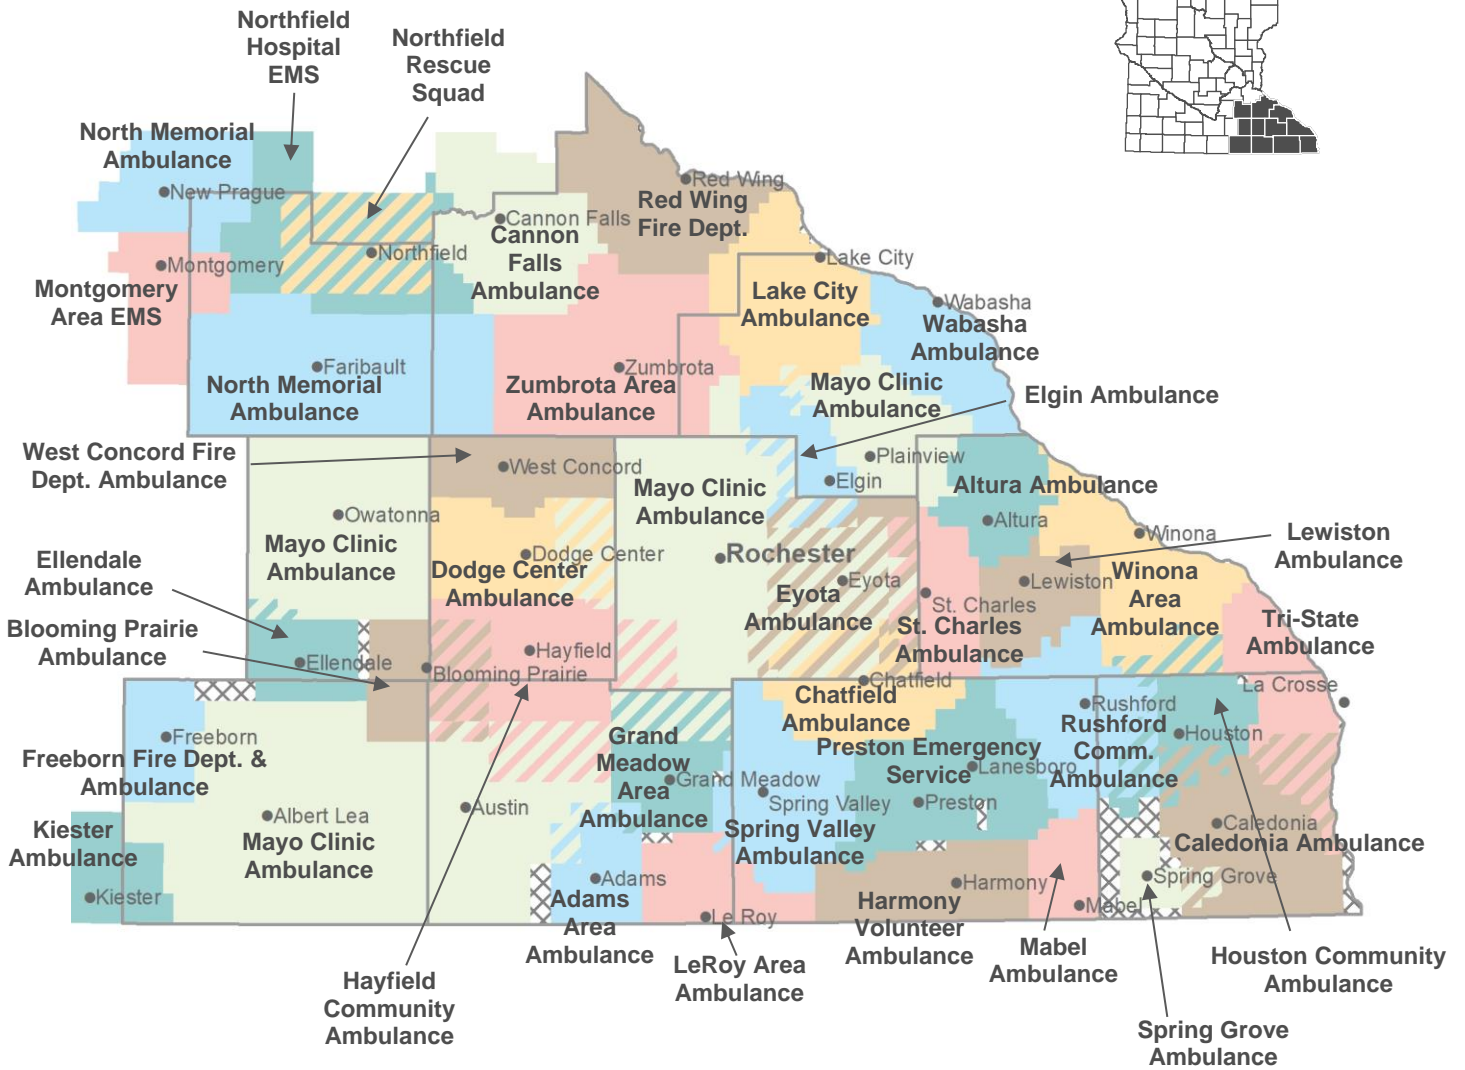 Northfield
Hospital
EMS
Northfield
Rescue
Squad
North Memorial
Ambulance
New Prague
Red Wing
Red Wing
Fire Dept.
Cannon Falls
Cannon
Falls
Ambulance
Northfield
Montgomery
Montgomery
Area EMS
Lake City
Lake City
Ambulance
Wabasha
Wabasha
Ambulance
Faribault
North Memorial
Ambulance
Zumbrota
Zumbrota Area
Ambulance
Mayo Clinic
Ambulance
Elgin Ambulance
West Concord Fire
Dept. Ambulance
West Concord
Plainview
Elgin
Mayo Clinic
Ambulance
Altura Ambulance
Altura
Owatonna
Mayo Clinic
Ambulance
Dodge Center
Dodge Center
Ambulance
Rochester
Winona
Lewiston
Ambulance
Ellendale
Ambulance
Eyota
Eyota
Ambulance
Lewiston
Winona
Area
Ambulance
St. Charles
St. Charles
Ambulance
Tri-State
Ambulance
Blooming Prairie
Ambulance
Ellendale
Hayfield
Blooming Prairie
Chatfield
Chatfield
Ambulance
La Crosse
Freeborn
Freeborn Fire Dept. &
Ambulance
Grand
Meadow
Area
Ambulance
Grand Meadow
Preston Emergency
Service
Lanesboro
Rushford
Rushford
Comm.
Ambulance
Houston
Albert Lea
Mayo Clinic
Ambulance
Austin
Spring Valley
Spring Valley
Ambulance
Preston
Caledonia
Caledonia Ambulance
Kiester
Ambulance
Kiester
Adams
Adams
Area
Ambulance
Le Roy
Harmony
Harmony
Volunteer
Ambulance
Mabel
Spring Grove
Mabel
Ambulance
Houston Community
Ambulance
LeRoy Area
Ambulance
Hayfield
Community
Ambulance
Spring Grove
Ambulance